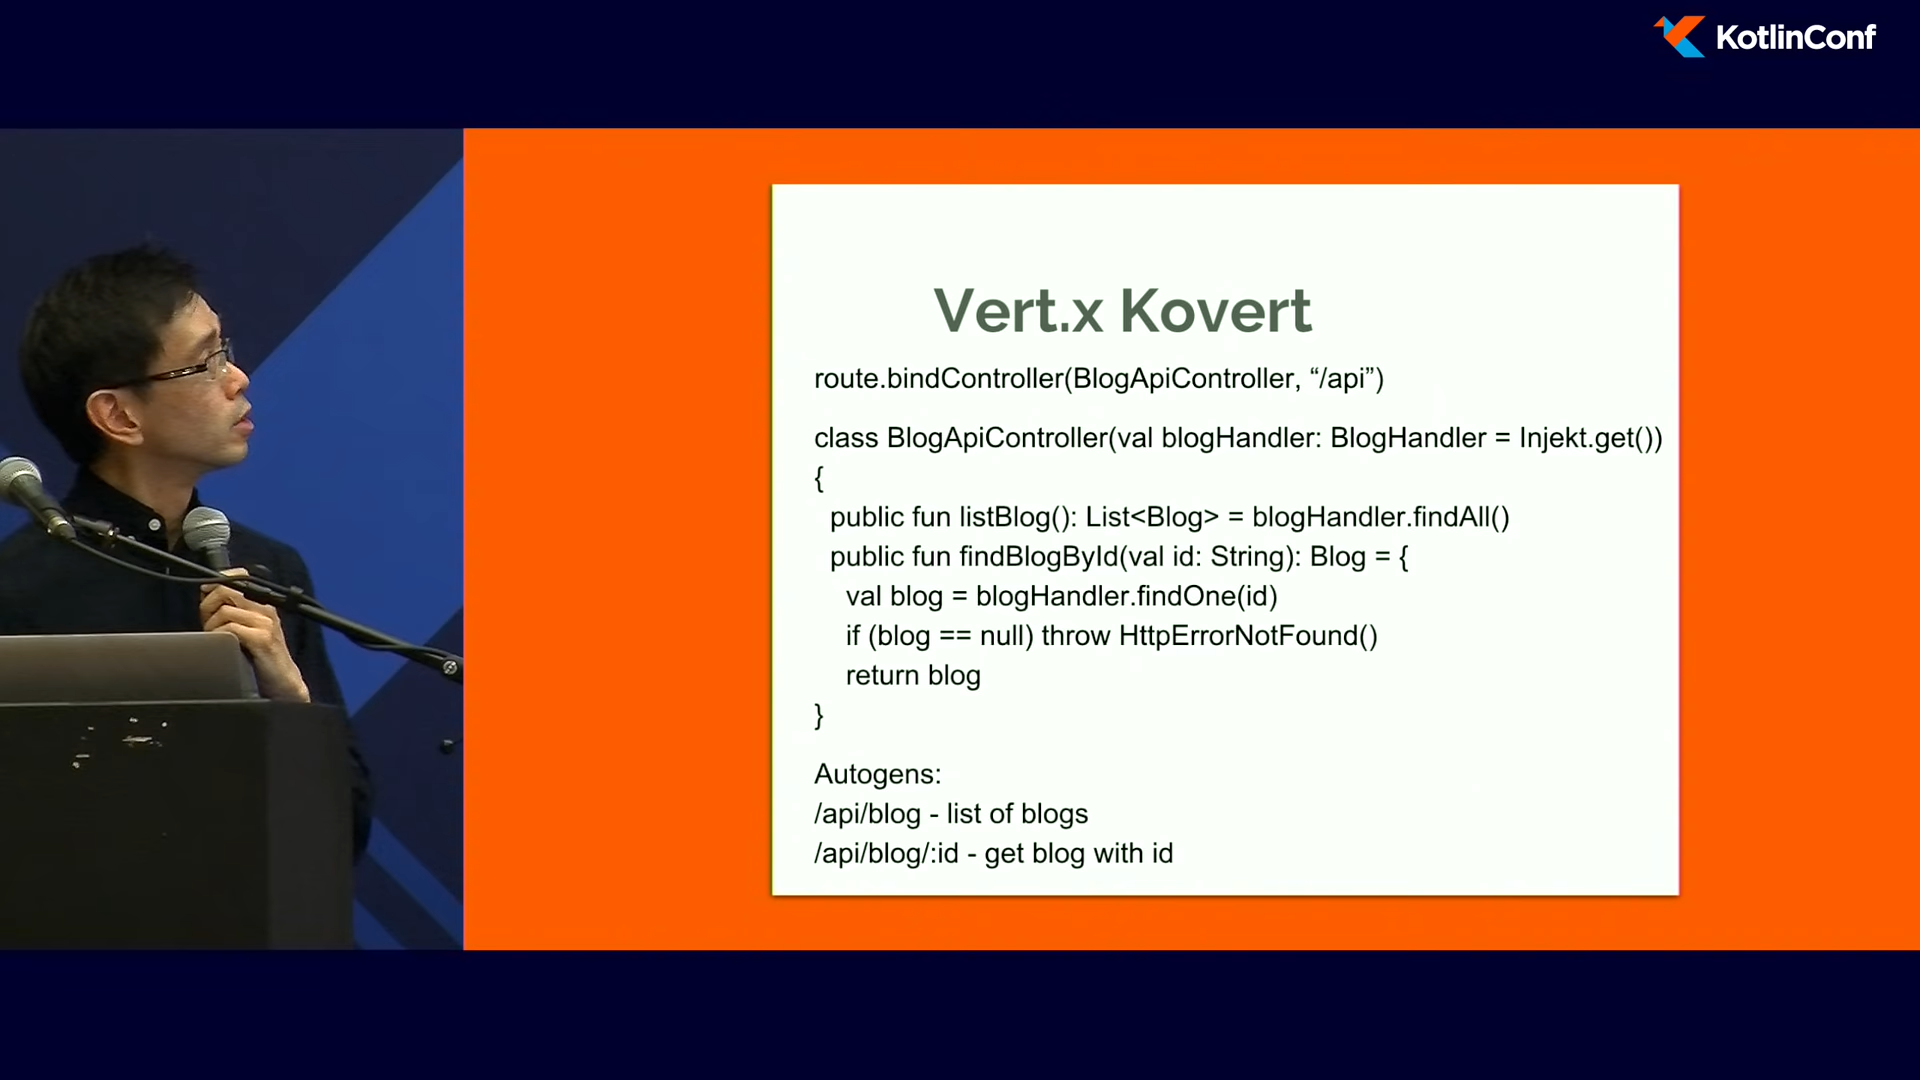 KotlinConf
Vert.x Kovert
route.bindController(BlogApiController, “/api”)
class BlogApiController(val blogHandler: BlogHandler = Injekt.get())
{
public fun listBlog(): List<Blog> = blogHandler.findAll()
public fun findBlogById(val id: String): Blog = {
val blog = blogHandler.findOne(id)
if (blog == null) throw HttpErrorNotFound()
return blog
}
Autogens:
/api/blog - list of blogs
/api/blog/:id - get blog with id